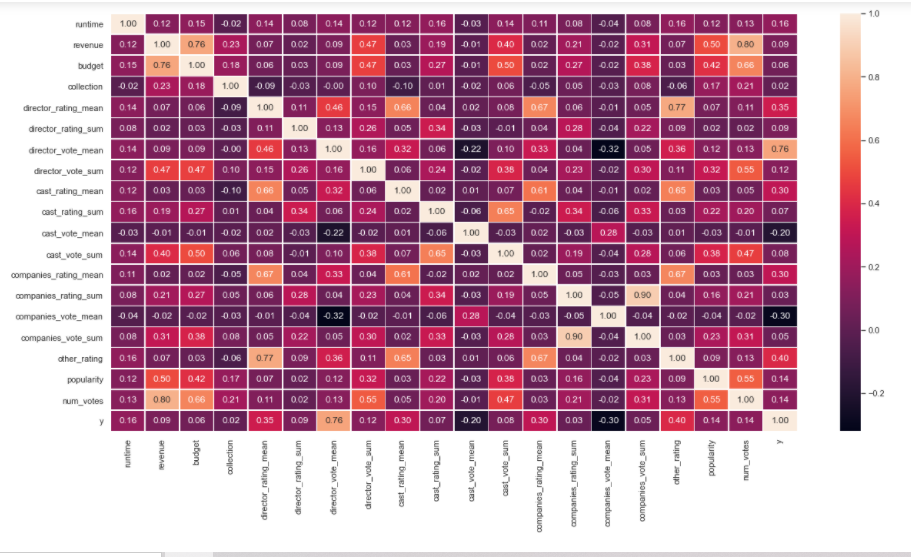 runtime 1.00 0.12 0.15 -0.02 0.14 0.08 0.14 0.12 0.12 0.16 -0.03 0.14 0.11 0.08 -0.04 0.08 0.16 0.12 0.13 0.16
revenue 0.12 1.00 0.76 0.23 0.07 0.02 0.09 0.47 0.03 0.19 -0.01 0.40 0.02 0.21 -0.02 0.31 0.07 0.50 0.80 0.09
budget 0.15 0.76 1.00 0.18 0.06 0.03 0.09 0.47 0.03 0.27 -0.01 0.50 0.02 0.27 -0.02 0.38 0.03 0.42 0.66 0.06
collection -0.02 0.23 0.18 1.00 -0.09 -0.03 -0.00 0.10 -0.10 0.01 -0.02 0.06 -0.05 0.05 -0.03 0.08 -0.06 0.17 0.21 0.02
director_rating_mean 0.14 0.07 0.06 -0.09 1.00 0.11 0.46 0.15 0.66 0.04 0.02 0.08 0.67 0.06 -0.01 0.05 0.77 0.07 0.11 0.35
director_rating_sum 0.08 0.02 0.03 -0.03 0.11 1.00 0.13 0.26 0.05 0.34 -0.03 -0.01 0.04 0.28 -0.04 0.22 0.09 0.02 0.02 0.09
director_vote_mean 0.14 0.09 0.09 -0.00 0.46 0.13 1.00 0.16 0.32 0.06 -0.22 0.10 0.33 0.04 -0.32 0.05 0.36 0.12 0.13 0.76
director_vote_sum 0.12 0.47 0.47 0.10 0.15 0.26 0.16 1.00 0.06 0.24 -0.02 0.38 0.04 0.23 -0.02 0.30 0.11 0.32 0.55 0.12
cast_rating_mean 0.12 0.03 0.03 -0.10 0.66 0.05 0.32 0.06 1.00 0.02 0.01 0.07 0.61 0.04 -0.01 0.02 0.65 0.03 0.05 0.30
cast_rating_sum 0.16 0.19 0.27 0.01 0.04 0.34 0.06 0.24 0.02 1.00 -0.06 0.65 -0.02 0.34 -0.06 0.33 0.03 0.22 0.20 0.07
cast_vote_mean -0.03 -0.01 -0.01 -0.02 0.02 -0.03 -0.22 -0.02 0.01 -0.06 1.00 -0.03 0.02 -0.03 0.28 -0.03 0.01 -0.03 -0.01 -0.20
cast_vote_sum 0.14 0.40 0.50 0.06 0.08 -0.01 0.10 0.38 0.07 0.65 -0.03 1.00 0.02 0.19 -0.04 0.28 0.06 0.38 0.47 0.08
companies_rating_mean 0.11 0.02 0.02 -0.05 0.67 0.04 0.33 0.04 0.61 -0.02 0.02 0.02 1.00 0.05 -0.03 0.03 0.67 0.03 0.03 0.30
companies_rating_sum 0.08 0.21 0.27 0.05 0.06 0.28 0.04 0.23 0.04 0.34 -0.03 0.19 0.05 1.00 -0.05 0.90 0.04 0.16 0.21 0.03
companies_vote_mean -0.04 -0.02 -0.02 -0.03 -0.01 -0.04 -0.32 -0.02 -0.01 -0.06 0.28 -0.04 -0.03 -0.05 1.00 -0.04 -0.02 -0.04 -0.02 -0.30
companies_vote_sum 0.08 0.31 0.38 0.08 0.05 0.22 0.05 0.30 0.02 0.33 -0.03 0.28 0.03 0.90 -0.04 1.00 0.03 0.23 0.31 0.05
other_rating 0.16 0.07 0.03 -0.06 0.77 0.09 0.36 0.11 0.65 0.03 0.01 0.06 0.67 0.04 -0.02 0.03 1.00 0.09 0.13 0.40
popularity 0.12 0.50 0.42 0.17 0.07 0.02 0.12 0.32 0.03 0.22 -0.03 0.38 0.03 0.16 -0.04 0.23 0.09 1.00 0.55 0.14
num_votes 0.13 0.80 0.66 0.21 0.11 0.02 0.13 0.55 0.05 0.20 -0.01 0.47 0.03 0.21 -0.02 0.31 0.13 0.55 1.00 0.14
y 0.16 0.09 0.06 0.02 0.35 0.09 0.76 0.12 0.30 0.07 -0.20 0.08 0.30 0.03 -0.30 0.05 0.40 0.14 0.14 1.00
runtime
revenue
budget
collection
director_rating_mean
director_rating_sum
director_vote_mean
director_vote_sum
cast_rating_mean
cast_rating_sum
cast_vote_mean
cast_vote_sum
companies_rating_mean
companies_rating_sum
companies_vote_mean
companies_vote_sum
other_rating
popularity
num_votes
y
1.0
0.8
0.6
0.4
0.2
0.0
-0.2